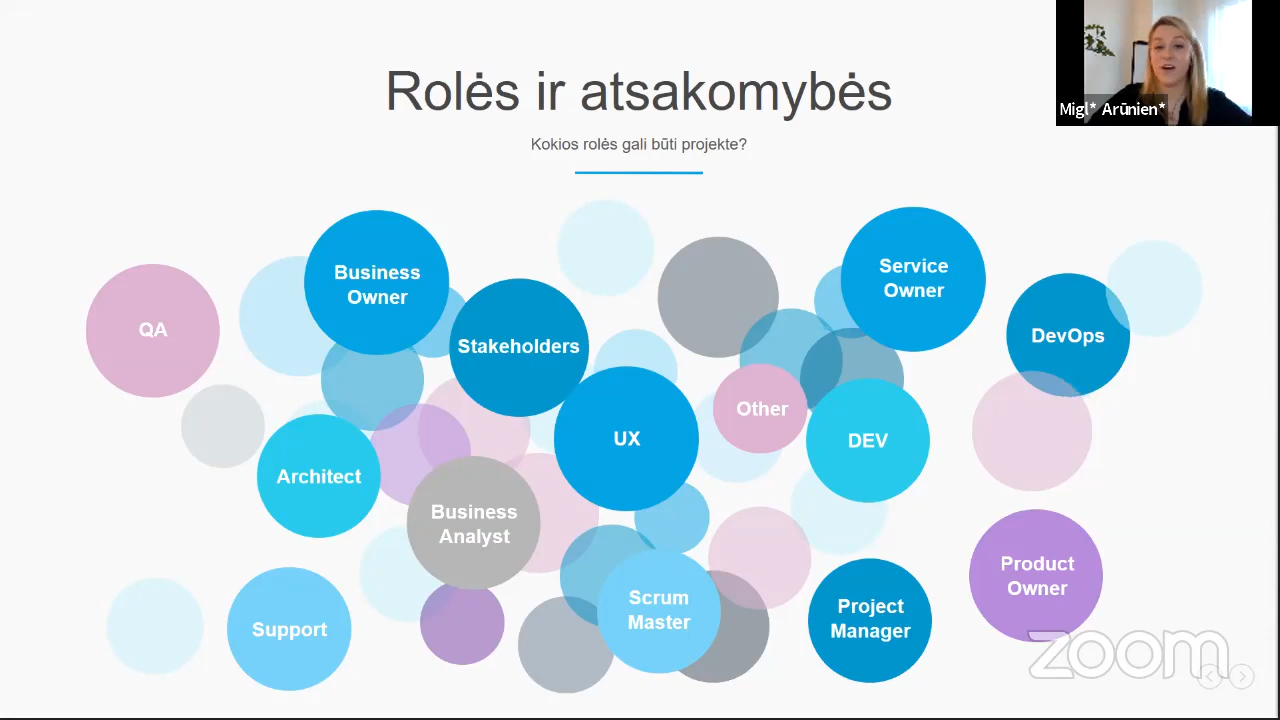 Rolės ir atsakomybės
Kokios rolės gali būti projekte?
Migl* Arūnien*
Business
Owner
Service
Owner
QA
Stakeholders
DevOps
Other
UX
DEV
Architect
Business
Analyst
Product
Owner
Scrum
Master
Project
Manager
Support
zoom